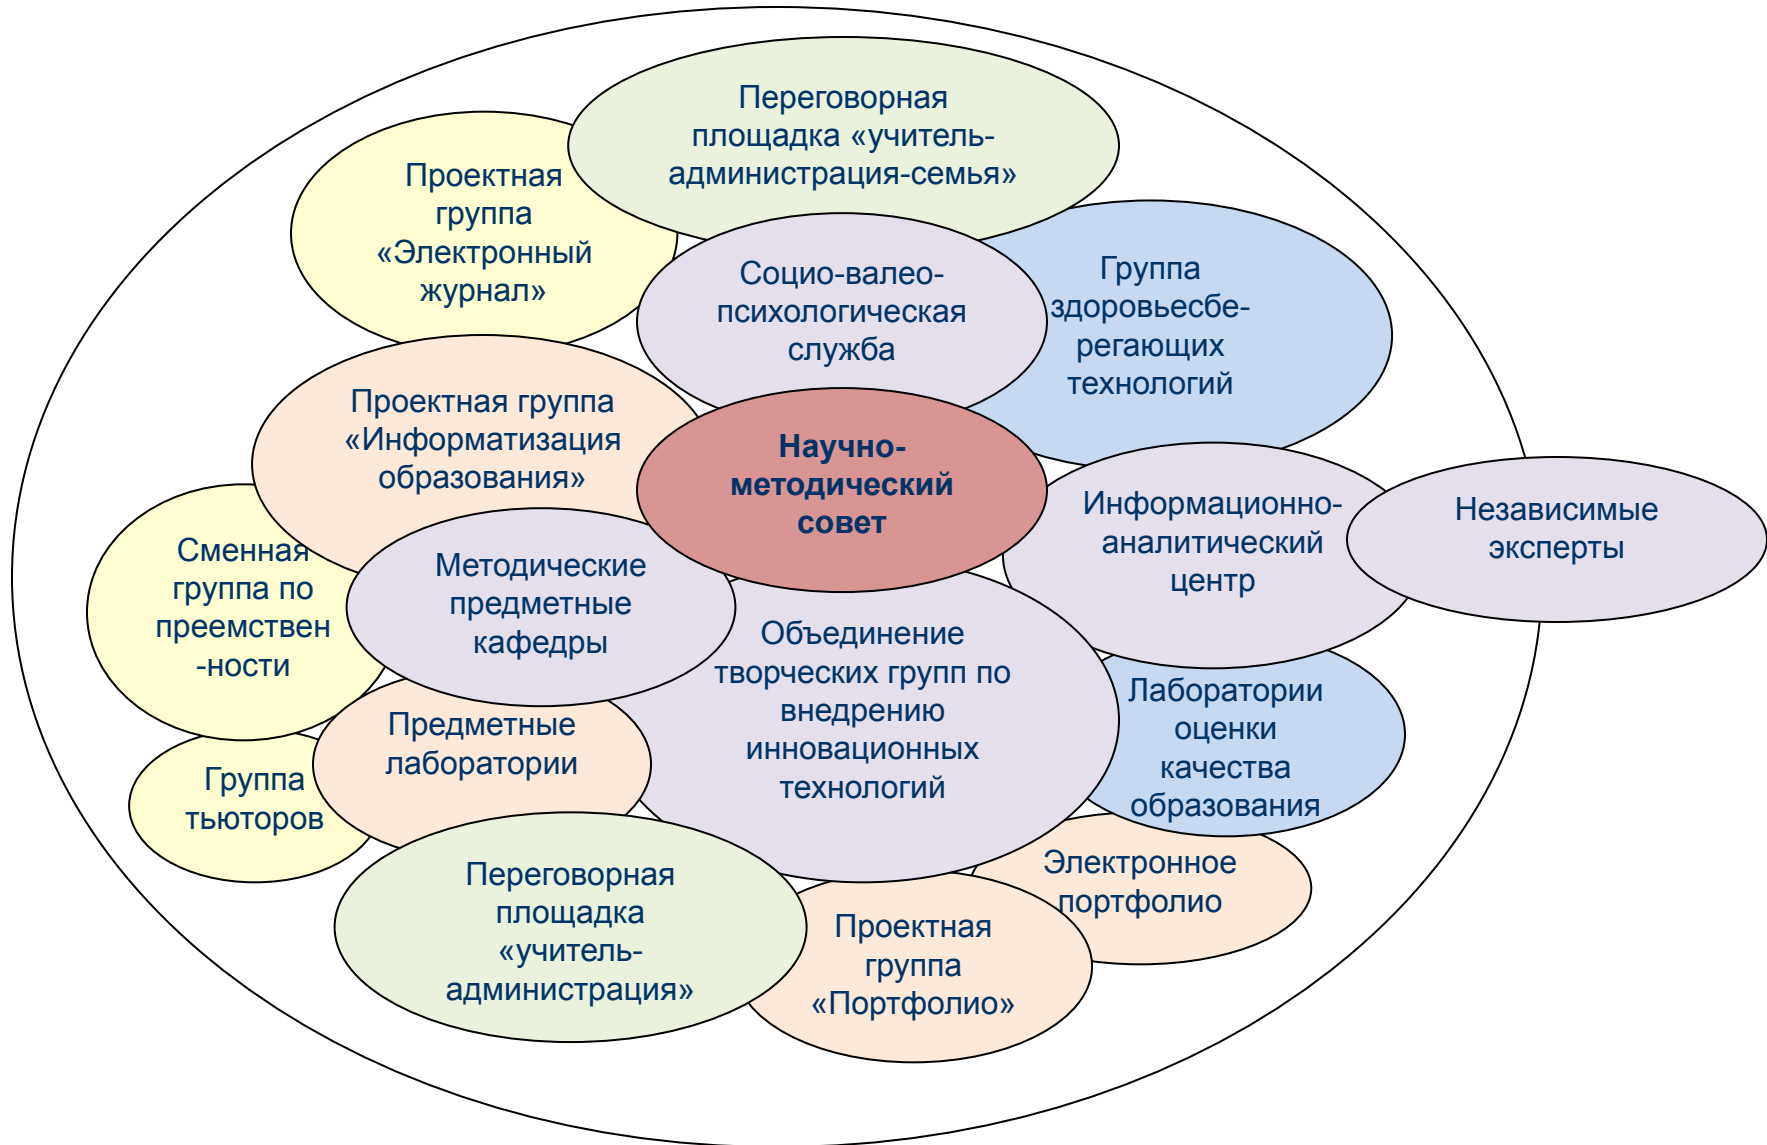 Переговорная
площадка «учитель-
администрация-семья»
Проектная
группа
«Электронный
журнал»
Социо-валео-
психологическая
служба
Группа
здоровьесбе-
регающих
технологий
Проектная группа
«Информатизация
образования»
Научно-
методический
совет
Информационно-
аналитический
центр
Независимые
эксперты
Сменная
группа по
преемствен
-ности
Методические
предметные
кафедры
Объединение
творческих групп по
внедрению
инновационных
технологий
Лаборатории
оценки
качества
образования
Предметные
лаборатории
Группа
тьюторов
Переговорная
площадка
«учитель-
администрация»
Электронное
портфолио
Проектная
группа
«Портфолио»